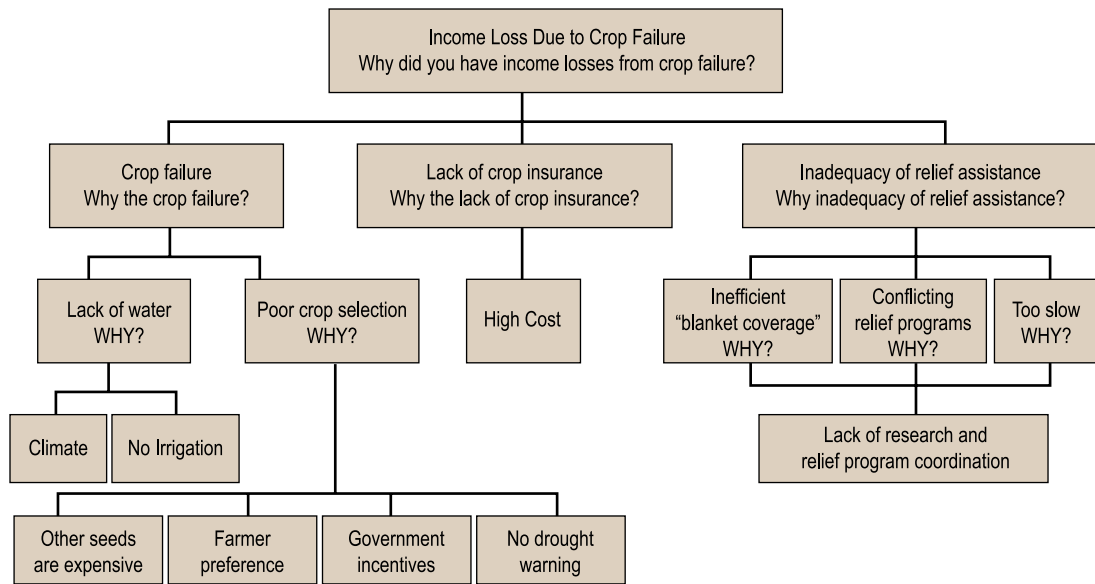 Income Loss Due to Crop Failure
Why did you have income losses from crop failure?
Crop failure
Why the crop failure?
Lack of crop insurance
Why the lack of crop insurance?
Inadequacy of relief assistance
Why inadequacy of relief assistance?
Lack of water
WHY?
Poor crop selection
WHY?
High Cost
Inefficient
“blanket coverage”
WHY?
Conflicting
relief programs
WHY?
Too slow
WHY?
Climate
No Irrigation
Lack of research and
relief program coordination
Other seeds
are expensive
Farmer
preference
Government
incentives
No drought
warning